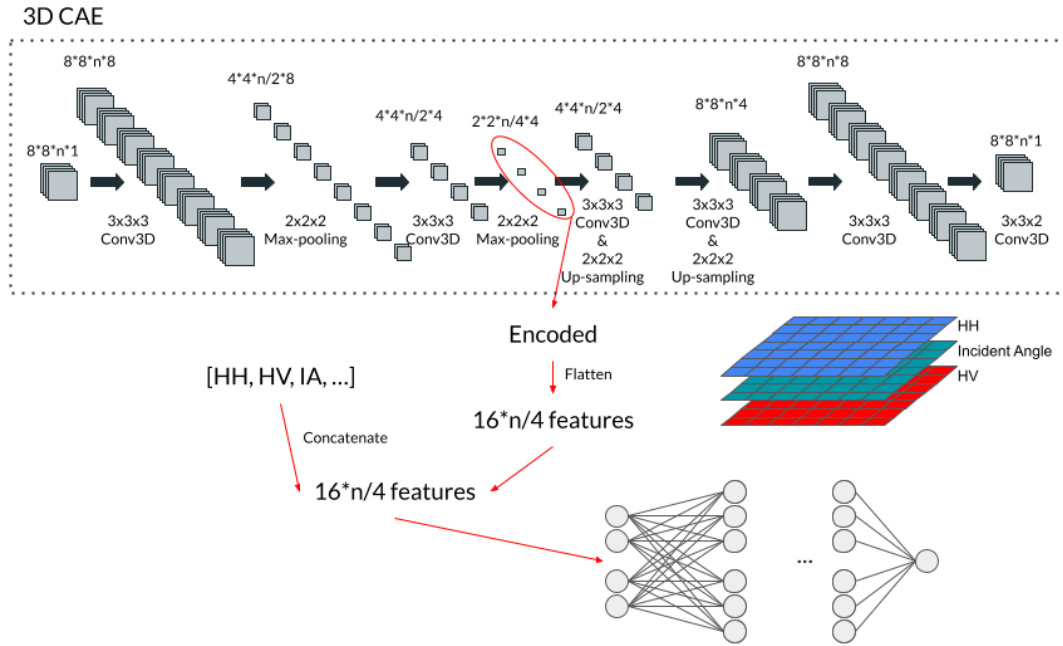 3D CAE
8*8*n*1
8*8*n*8
4*4*n/2*8
4*4*n/2*4
2*2*n/4*4
4*4*n/2*4
8*8*n*4
8*8*n*8
8*8*n*1
3x3x3
Conv3D
2x2x2
Max-pooling
3x3x3
Conv3D
2x2x2
Max-pooling
3x3x3
Conv3D
&
2x2x2
Up-sampling
3x3x3
Conv3D
&
2x2x2
Up-sampling
3x3x3
Conv3D
3x3x2
Conv3D
Encoded
Flatten
[HH, HV, IA, ...]
Concatenate
16*n/4 features
16*n/4 features
HH
Incident Angle
HV
...